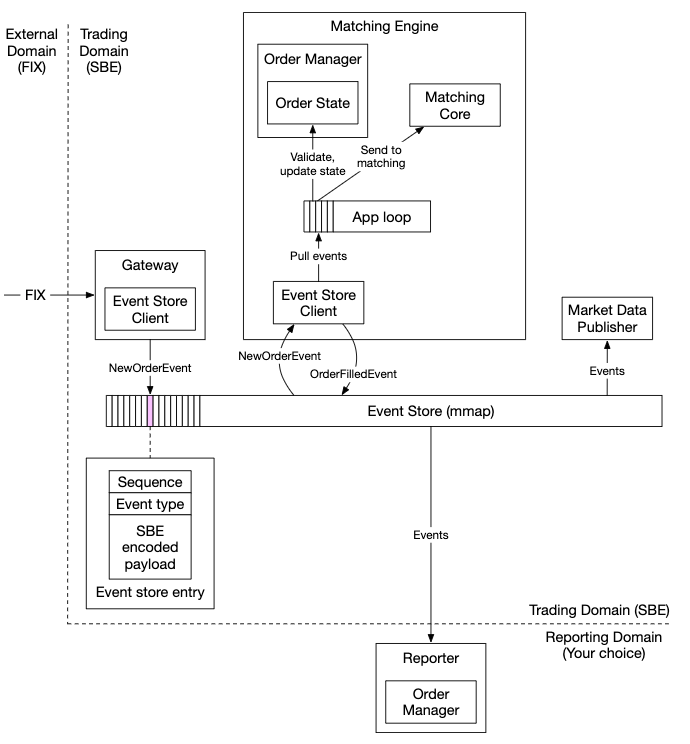 External
Domain
(FIX)
Trading
Domain
(SBE)
Matching Engine
Order Manager
Order State
Matching
Core
Validate,
update state
Send to
matching
App loop
Pull events
Gateway
Event Store
Client
FIX
Event Store
Client
Market Data
Publisher
NewOrderEvent
NewOrderEvent
OrderFilledEvent
Events
Event Store (mmap)
Sequence
Event type
SBE
encoded
payload
Event store entry
Events
Trading Domain (SBE)
Reporting Domain
(Your choice)
Reporter
Order
Manager